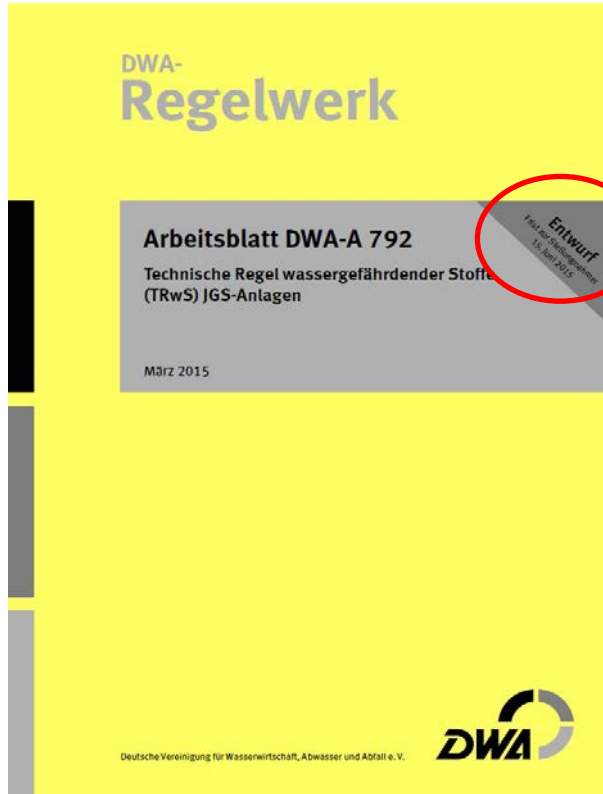 DWA-
Regelwerk
Entwurf
Frist zur Stellungnahme:
15. Juni 2015
Arbeitsblatt DWA-A 792
Technische Regel wassergefährdender Stoffe
(TRwS) JGS-Anlagen
März 2015
Deutsche Vereinigung für Wasserwirtschaft, Abwasser und Abfall e. V.
DWA